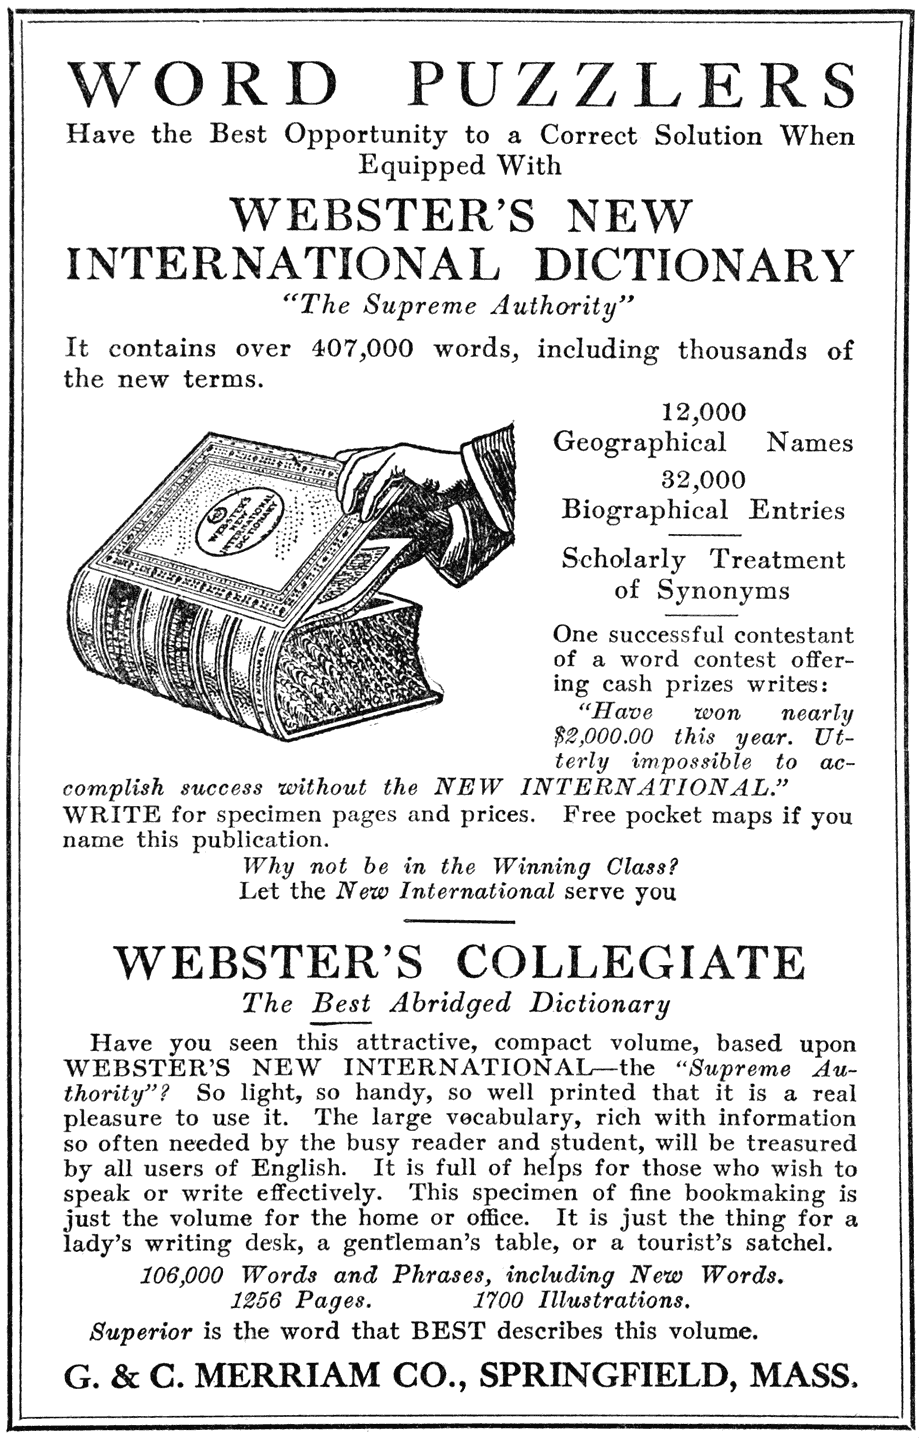 WORD PUZZLERS
Have the Best Opportunity to a Correct Solution When
Equipped With
WEBSTER'S NEW
INTERNATIONAL DICTIONARY
"The Supreme Authority"
It contains over 407,000 words, including thousands of
the new terms.
12,000
Geographical Names
32,000
Biographical Entries
Scholarly Treatment
of Synonyms
WEBSTER'S
NEW
INTERNATIONAL
DICTIONARY
One successful contestant
of a word contest offer-
ing cash prizes writes:
"Have won nearly
$2,000.00 this year. Ut-
terly impossible to ac-
complish success without the NEW INTERNATIONAL."
WRITE for specimen pages and prices. Free pocket maps if you
name this publication.
Why not be in the Winning Class?
Let the New International serve you
WEBSTER'S COLLEGIATE
The Best Abridged Dictionary
Have you seen this attractive, compact volume, based upon
WEBSTER'S NEW INTERNATIONAL—the "Supreme Au-
thority"? So light, so handy, so well printed that it is a real
pleasure to use it. The large vocabulary, rich with information
so often needed by the busy reader and student, will be treasured
by all users of English. It is full of helps for those who wish to
speak or write effectively. This specimen of fine bookmaking is
just the volume for the home or office. It is just the thing for a
lady's writing desk, a gentleman's table, or a tourist's satchel.
106,000 Words and Phrases, including New Words.
1256 Pages. 1700 Illustrations.
Superior is the word that BEST describes this volume.
G. & C. MERRIAM CO., SPRINGFIELD, MASS.